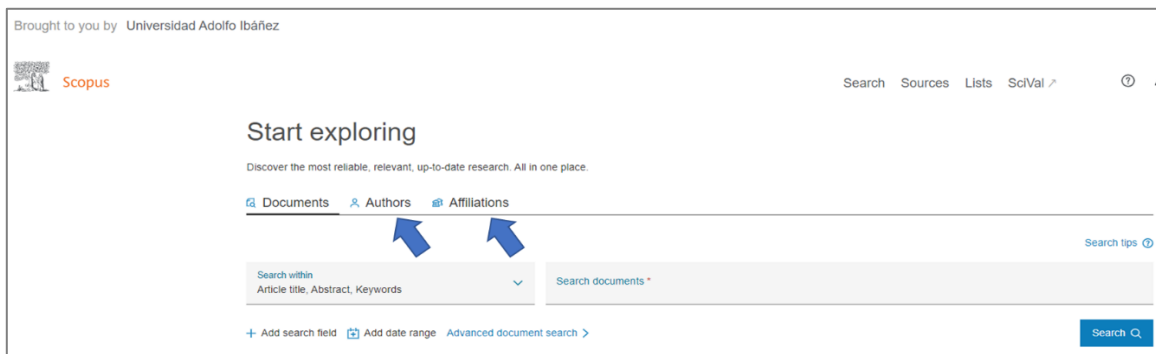 Brought to you by Universidad Adolfo Ibáñez
Scopus
Search Sources Lists SciVal ↗
Start exploring
Discover the most reliable, relevant, up-to-date research. All in one place.
Documents Authors Affiliations
Search tips
Search within
Article title, Abstract, Keywords
Search documents *
Add search field Add date range Advanced document search >
Search